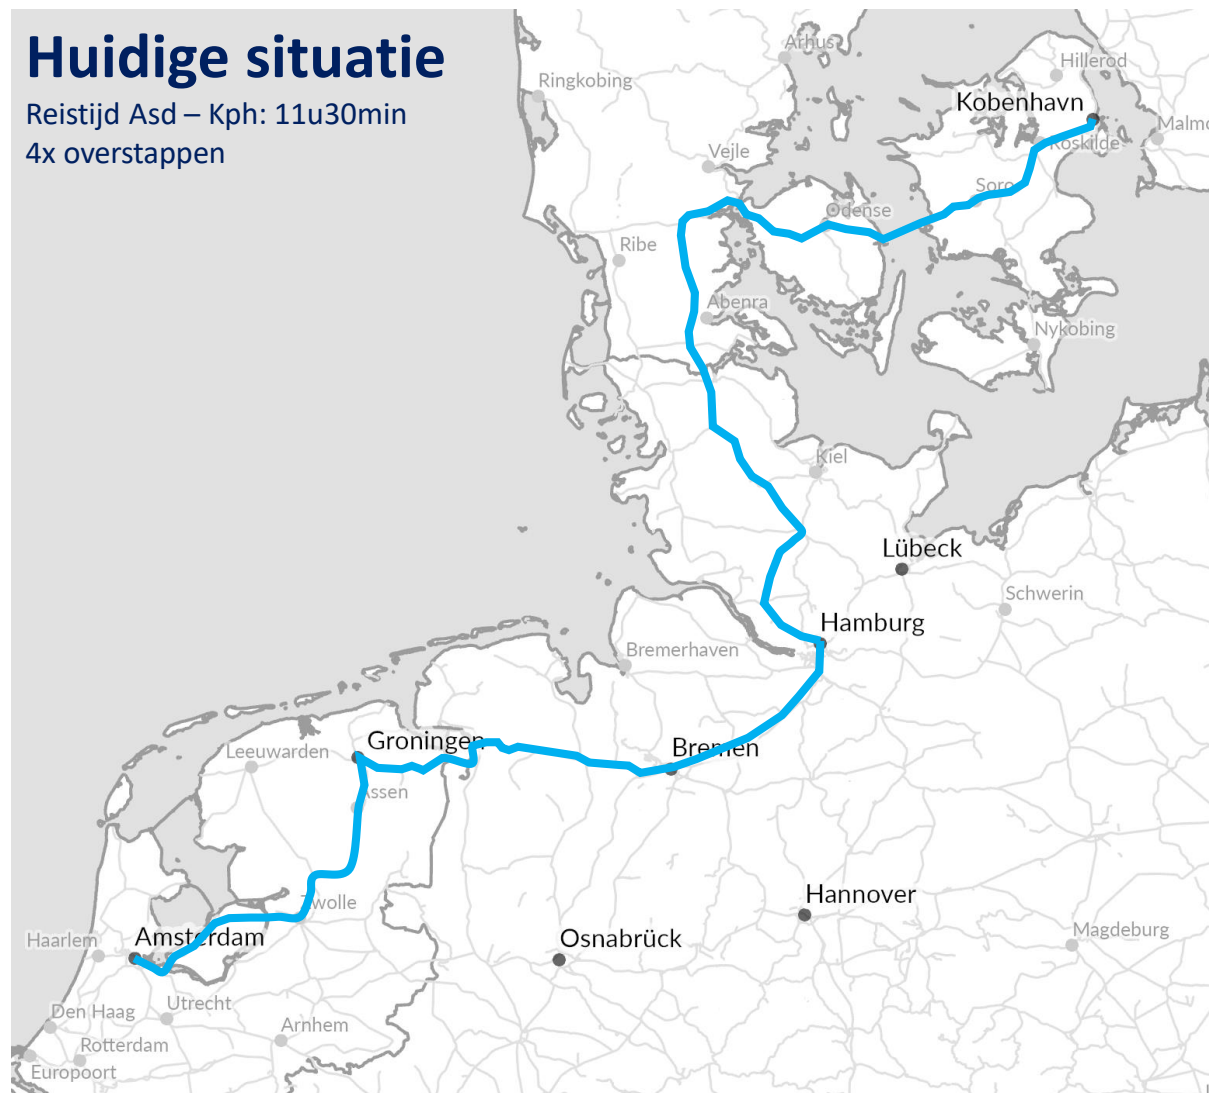 Huidige situatie
Reistijd Asd – Kph: 11u30min
4x overstappen
Arhus
Hillerod
Ringkobing
Kobenhavn
Malmo
Roskilde
Vejle
Soro
Odense
Ribe
Abenra
Nykobing
Kiel
Lübeck
Schwerin
Hamburg
Bremerhaven
Groningen
Leeuwarden
Bremen
Assen
Zwolle
Hannover
Amsterdam
Haarlem
Osnabrück
Magdeburg
Utrecht
Den Haag
Arnhem
Rotterdam
Europoort